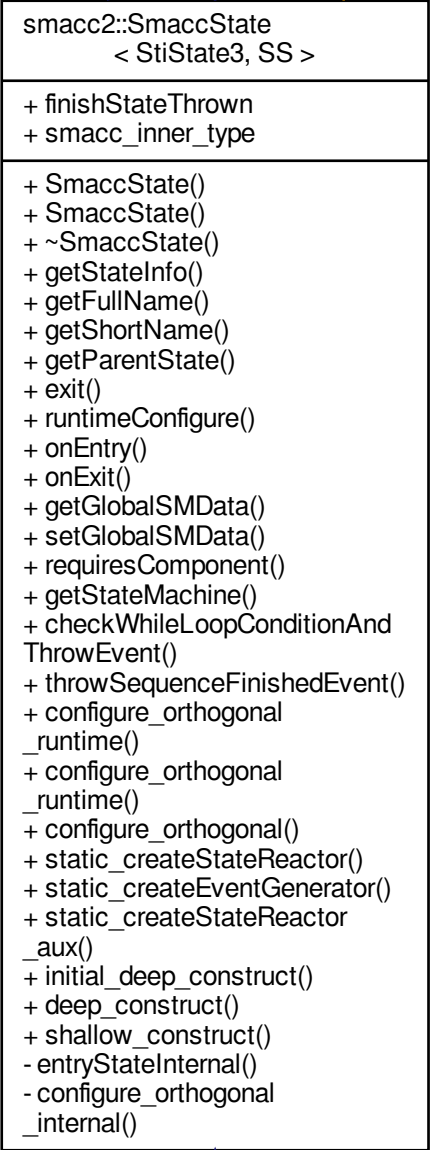 smacc2::SmaccState
< StiState3, SS >
+ finishStateThrown
+ smacc_inner_type
+ SmaccState()
+ SmaccState()
+ ~SmaccState()
+ getStateInfo()
+ getFullName()
+ getShortName()
+ getParentState()
+ exit()
+ runtimeConfigure()
+ onEntry()
+ onExit()
+ getGlobalSMData()
+ setGlobalSMData()
+ requiresComponent()
+ getStateMachine()
+ checkWhileLoopConditionAnd
ThrowEvent()
+ throwSequenceFinishedEvent()
+ configure_orthogonal
_runtime()
+ configure_orthogonal
_runtime()
+ configure_orthogonal()
+ static_createStateReactor()
+ static_createEventGenerator()
+ static_createStateReactor
_aux()
+ initial_deep_construct()
+ deep_construct()
+ shallow_construct()
- entryStateInternal()
- configure_orthogonal
_internal()